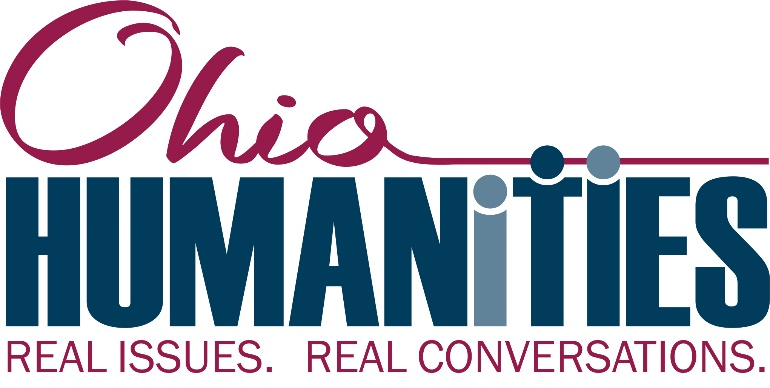 Ohio
HUMANiTiES
REAL ISSUES. REAL CONVERSATIONS.